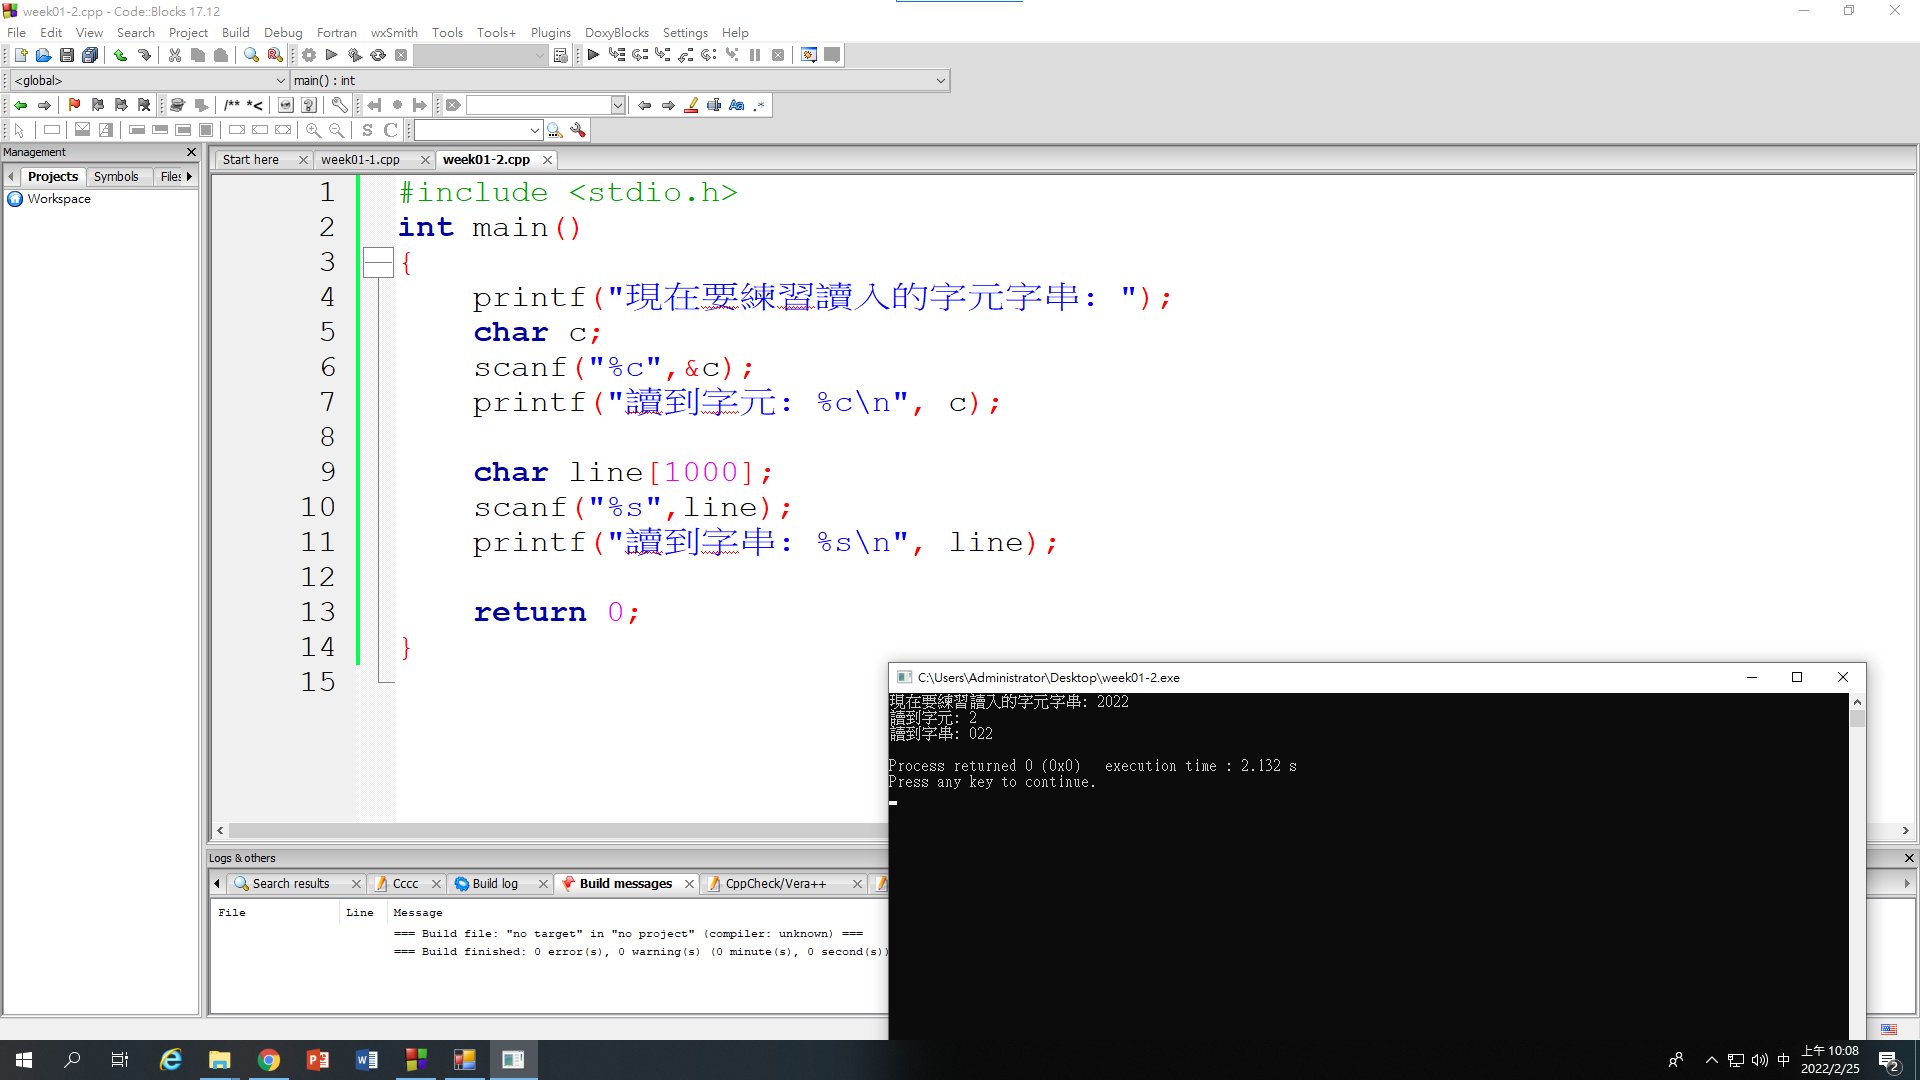 week01-2.cpp - Code::Blocks 17.12
File Edit View Search Project Build Debug Fortran wxSmith Tools Tools+ Plugins DoxyBlocks Settings Help
<global> main() : int
/** *< Aa .*
S C
Management
Projects Symbols Files
Workspace
Start here week01-1.cpp week01-2.cpp
1 #include <stdio.h>
2 int main()
3 {
4 printf("現在要練習讀入的字元字串: ");
5 char c;
6 scanf("%c",&c);
7 printf("讀到字元: %c\n", c);
8
9 char line[1000];
10 scanf("%s",line);
11 printf("讀到字串: %s\n", line);
12
13 return 0;
14 }
15
C:\Users\Administrator\Desktop\week01-2.exe
現在要練習讀入的字元字串: 2022
讀到字元: 2
讀到字串: 022
Process returned 0 (0x0) execution time : 2.132 s
Press any key to continue.
Logs & others
Search results Cccc Build log Build messages CppCheck/Vera++
File Line Message
=== Build file: "no target" in "no project" (compiler: unknown) ===
=== Build finished: 0 error(s), 0 warning(s) (0 minute(s), 0 second(s))
中
上午 10:08
2022/2/25
2